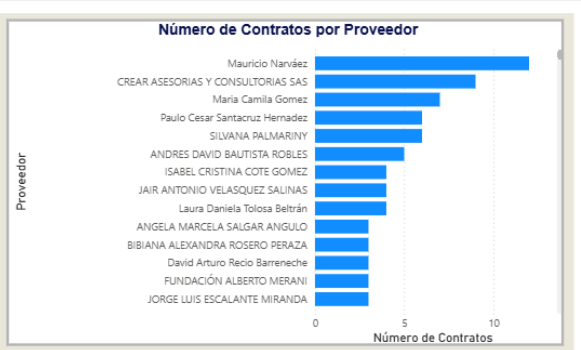 Número de Contratos por Proveedor
Mauricio Narváez
CREAR ASESORIAS Y CONSULTORIAS SAS
Maria Camila Gomez
Paulo Cesar Santacruz Hernadez
SILVANA PALMARINY
ANDRES DAVID BAUTISTA ROBLES
ISABEL CRISTINA COTE GOMEZ
JAIR ANTONIO VELASQUEZ SALINAS
Laura Daniela Tolosa Beltrán
ANGELA MARCELA SALGAR ANGULO
BIBIANA ALEXANDRA ROSERO PERAZA
David Arturo Recio Barreneche
FUNDACIÓN ALBERTO MERANI
JORGE LUIS ESCALANTE MIRANDA
Proveedor
0 5 10
Número de Contratos